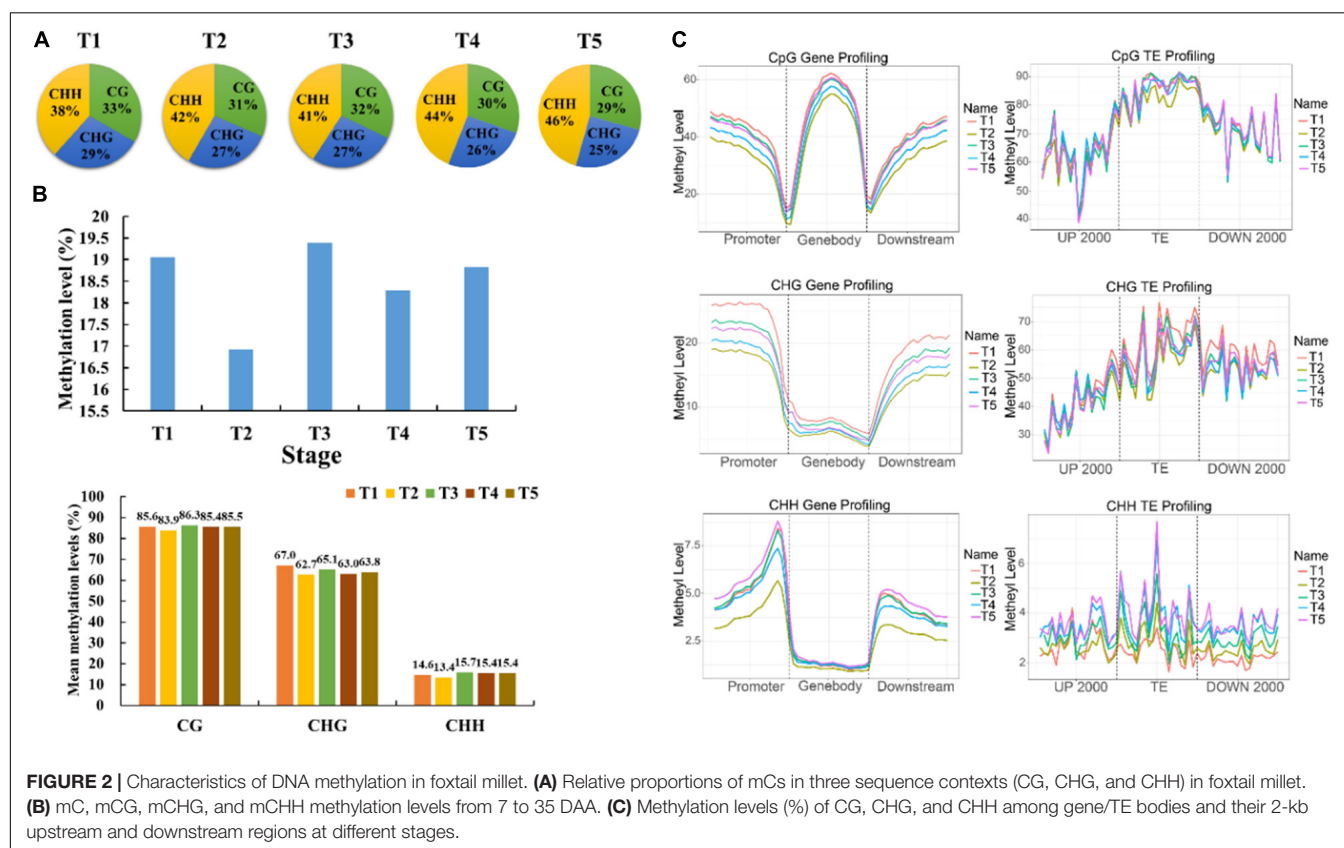 A
T1
T2
T3
T4
T5
CHH
38%
CG
33%
CHG
29%
CHH
42%
CG
31%
CHG
27%
CHH
41%
CG
32%
CHG
27%
CHH
44%
CG
30%
CHG
26%
CHH
46%
CG
29%
CHG
25%
B
Methylation level (%)
20
19.5
19
18.5
18
17.5
17
16.5
16
15.5
T1 T2 T3 T4 T5
Stage
Mean methylation levels (%)
100
90
80
70
60
50
40
30
20
10
0
T1 T2 T3 T4 T5
85.6 83.9 86.3 85.4 85.5
67.0 62.7 65.1 63.0 63.8
14.6 13.4 15.7 15.4 15.4
CG CHG CHH
C
CpG Gene Profiling
Metheyl Level
60
40
20
Promoter Genebody Downstream
Name
T1
T2
T3
T4
T5
CpG TE Profiling
Metheyl Level
90
80
70
60
50
40
UP 2000 TE DOWN 2000
Name
T1
T2
T3
T4
T5
CHG Gene Profiling
Metheyl Level
20
10
Promoter Genebody Downstream
Name
T1
T2
T3
T4
T5
CHG TE Profiling
Metheyl Level
70
60
50
40
30
UP 2000 TE DOWN 2000
Name
T1
T2
T3
T4
T5
CHH Gene Profiling
Metheyl Level
7.5
5.0
2.5
Promoter Genebody Downstream
Name
T1
T2
T3
T4
T5
CHH TE Profiling
Metheyl Level
6
4
2
UP 2000 TE DOWN 2000
Name
T1
T2
T3
T4
T5
FIGURE 2 | Characteristics of DNA methylation in foxtail millet. (A) Relative proportions of mCs in three sequence contexts (CG, CHG, and CHH) in foxtail millet.
(B) mC, mCG, mCHG, and mCHH methylation levels from 7 to 35 DAA. (C) Methylation levels (%) of CG, CHG, and CHH among gene/TE bodies and their 2-kb
upstream and downstream regions at different stages.